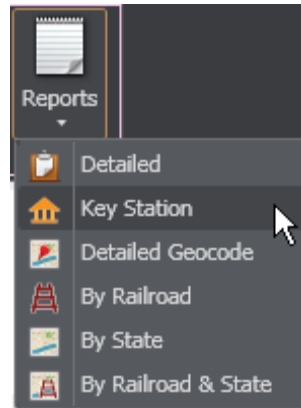 Reports
Detailed
Key Station
Detailed Geocode
By Railroad
By State
By Railroad & State